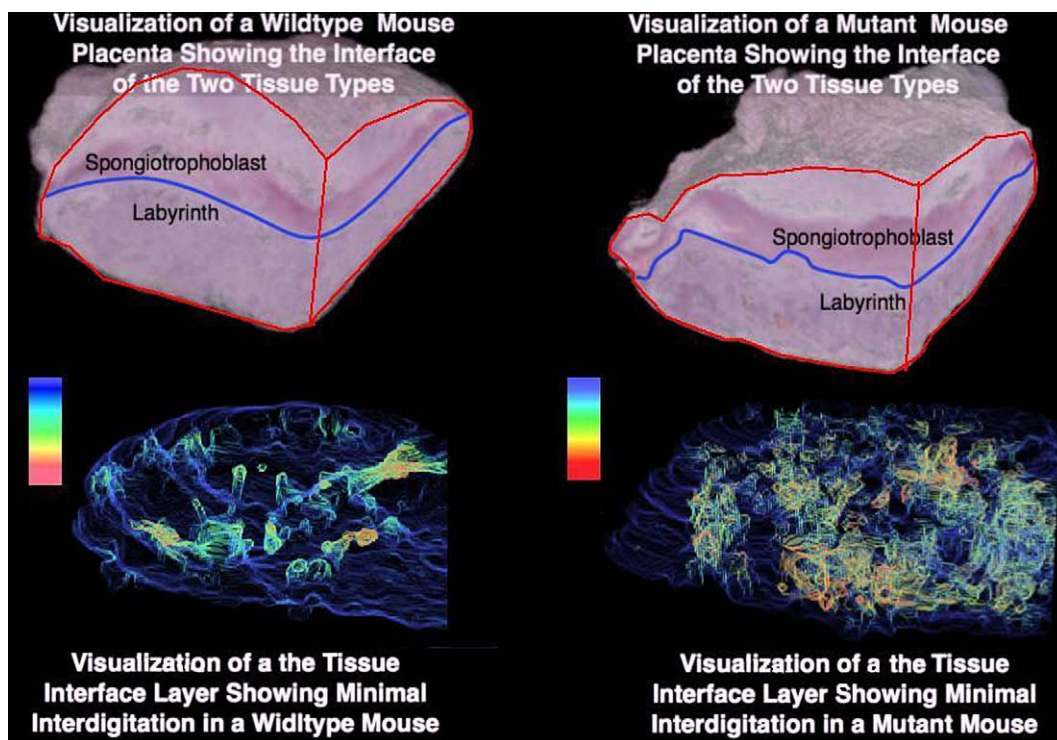 Visualization of a Wildtype Mouse
Placenta Showing the Interface
of the Two Tissue Types
Spongiotrophoblast
Labyrinth
Visualization of a Mutant Mouse
Placenta Showing the Interface
of the Two Tissue Types
Spongiotrophoblast
Labyrinth
Visualization of a the Tissue
Interface Layer Showing Minimal
Interdigitation in a Widltype Mouse
Visualization of a the Tissue
Interface Layer Showing Minimal
Interdigitation in a Mutant Mouse